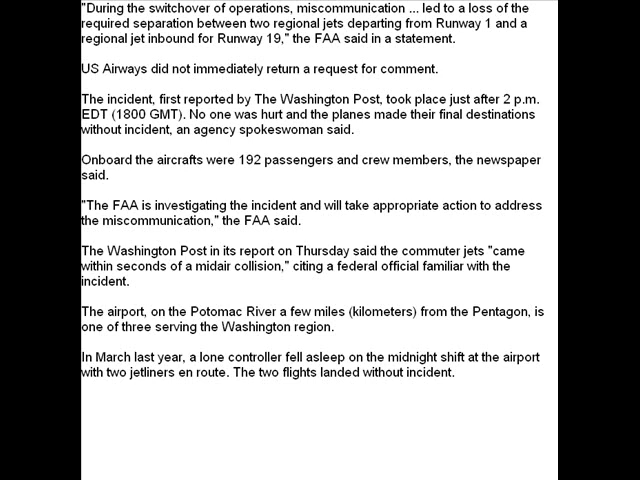 "During the switchover of operations, miscommunication ... led to a loss of the
required separation between two regional jets departing from Runway 1 and a
regional jet inbound for Runway 19," the FAA said in a statement.
US Airways did not immediately return a request for comment.
The incident, first reported by The Washington Post, took place just after 2 p.m.
EDT (1800 GMT). No one was hurt and the planes made their final destinations
without incident, an agency spokeswoman said.
Onboard the aircrafts were 192 passengers and crew members, the newspaper
said.
"The FAA is investigating the incident and will take appropriate action to address
the miscommunication," the FAA said.
The Washington Post in its report on Thursday said the commuter jets "came
within seconds of a midair collision," citing a federal official familiar with the
incident.
The airport, on the Potomac River a few miles (kilometers) from the Pentagon, is
one of three serving the Washington region.
In March last year, a lone controller fell asleep on the midnight shift at the airport
with two jetliners en route. The two flights landed without incident.